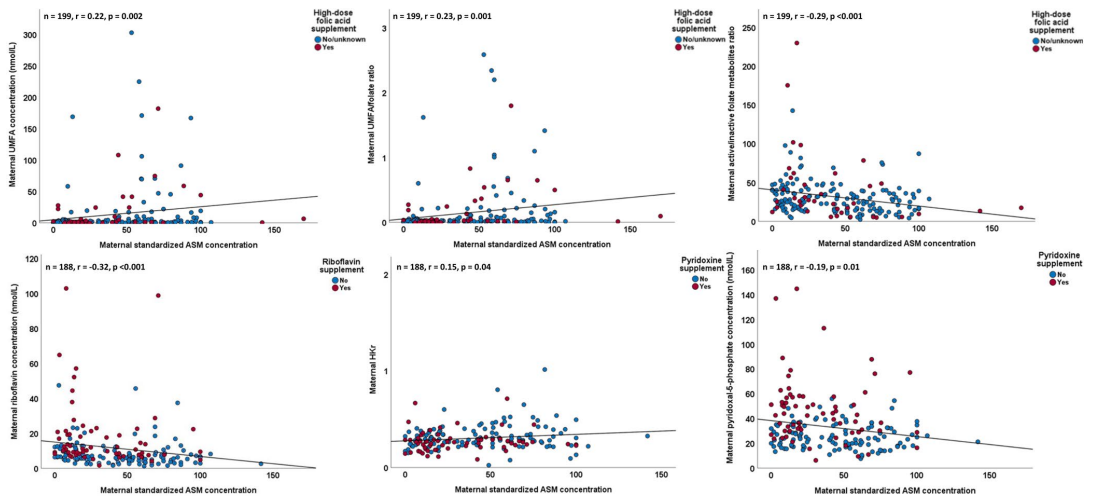 n = 199, r = 0.22, p = 0.002
High-dose
folic acid
supplement
No/unknown
Yes
Maternal UMFA concentration (nmol/L)
300
250
200
150
100
50
0
0
50
100
150
Maternal standardized ASM concentration
n = 199, r = 0.23, p = 0.001
High-dose
folic acid
supplement
No/unknown
Yes
Maternal UMFA/folate ratio
3
2
1
0
0
50
100
150
Maternal standardized ASM concentration
n = 199, r = -0.29, p <0.001
High-dose
folic acid
supplement
No/unknown
Yes
Maternal active/inactive folate metabolites ratio
250
200
150
100
50
0
0
50
100
150
Maternal standardized ASM concentration
n = 188, r = -0.32, p <0.001
Riboflavin
supplement
No
Yes
Maternal riboflavin concentration (nmol/L)
120
100
80
60
40
20
0
0
50
100
150
Maternal standardized ASM concentration
n = 188, r = 0.15, p = 0.04
Pyridoxine
supplement
No
Yes
Maternal HKr
2
1
0
0
50
100
150
Maternal standardized ASM concentration
n = 188, r = -0.19, p = 0.01
Pyridoxine
supplement
No
Yes
Maternal pyridoxal-5-phosphate concentration (nmol/L)
160
140
120
100
80
60
40
20
0
0
50
100
150
Maternal standardized ASM concentration